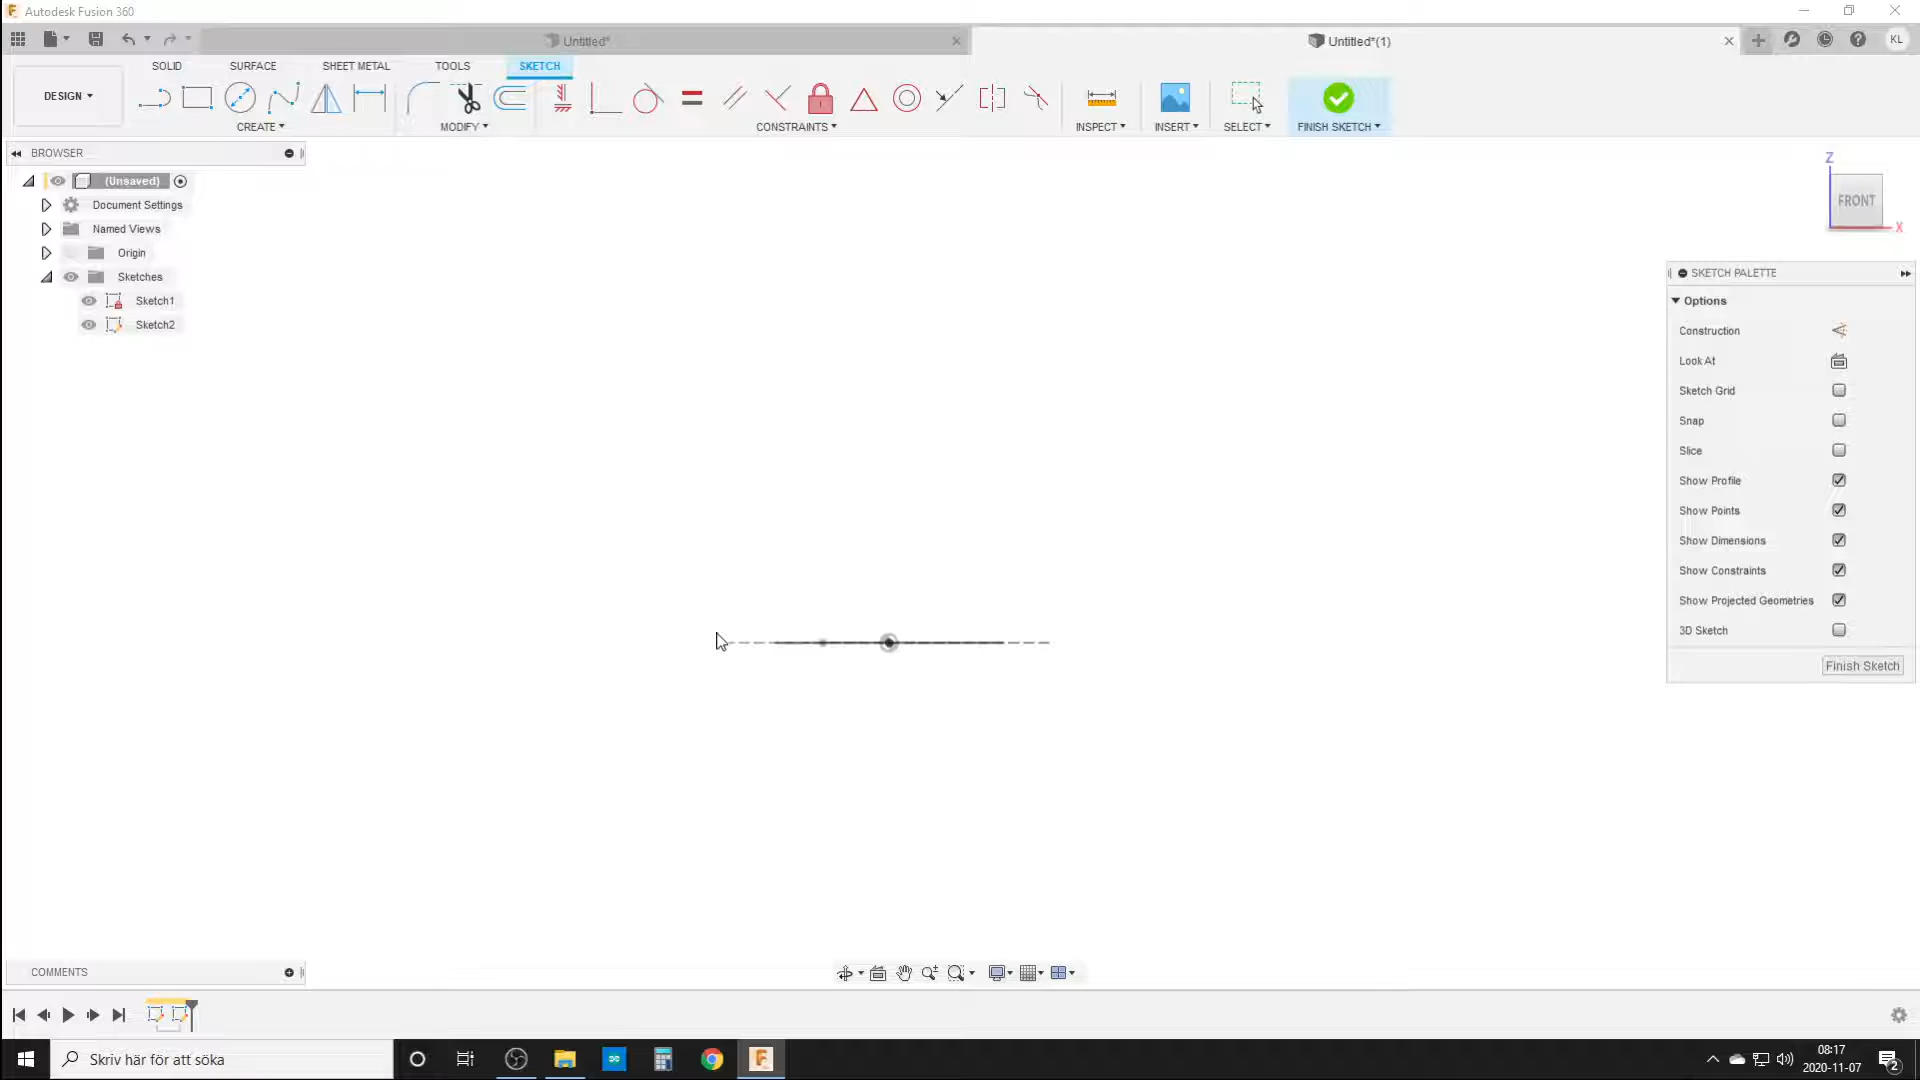 Autodesk Fusion 360
Untitled*
Untitled*(1)
KL
SOLID
SURFACE
SHEET METAL
TOOLS
SKETCH
DESIGN
CREATE
MODIFY
CONSTRAINTS
INSPECT
INSERT
SELECT
FINISH SKETCH
BROWSER
(Unsaved)
Document Settings
Named Views
Origin
Sketches
Sketch1
Sketch2
Z
FRONT
X
SKETCH PALETTE
Options
Construction
Look At
Sketch Grid
Snap
Slice
Show Profile
Show Points
Show Dimensions
Show Constraints
Show Projected Geometries
3D Sketch
Finish Sketch
COMMENTS
Skriv här för att söka
08:17
2020-11-07
2